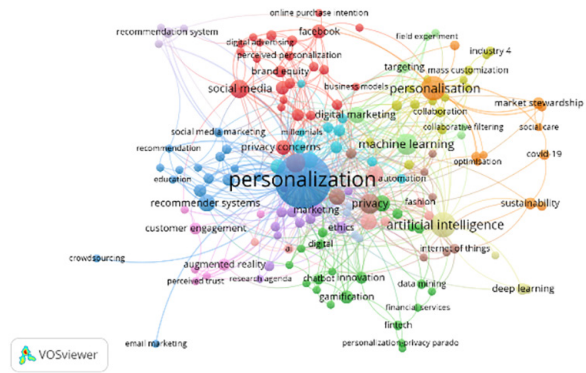 online purchase intention
recommendation system
facebook
field experiment
digital advertising
industry 4
perceived personalization
targeting
mass customization
brand equity
social media
business models
personalisation
market stewardship
digital marketing
collaboration
social media marketing
millennials
collaborative filtering
social care
recommendation
privacy concerns
machine learning
optimisation
covid-19
education
personalization
automation
recommender systems
marketing
privacy
fashion
sustainability
customer engagement
ethics
artificial intelligence
digital
ai
internet of things
crowdsourcing
augmented reality
perceived trust
research agenda
chatbot
innovation
data mining
deep learning
gamification
financial services
fintech
email marketing
personalization-privacy parado
VOSviewer